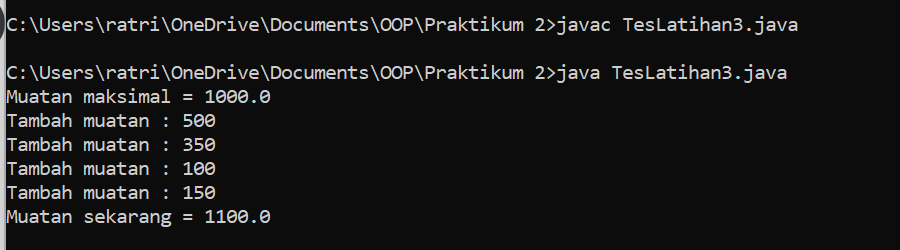 C:\Users\ratri\OneDrive\Documents\OOP\Praktikum 2>javac TesLatihan3.java
C:\Users\ratri\OneDrive\Documents\OOP\Praktikum 2>java TesLatihan3.java
Muatan maksimal = 1000.0
Tambah muatan : 500
Tambah muatan : 350
Tambah muatan : 100
Tambah muatan : 150
Muatan sekarang = 1100.0